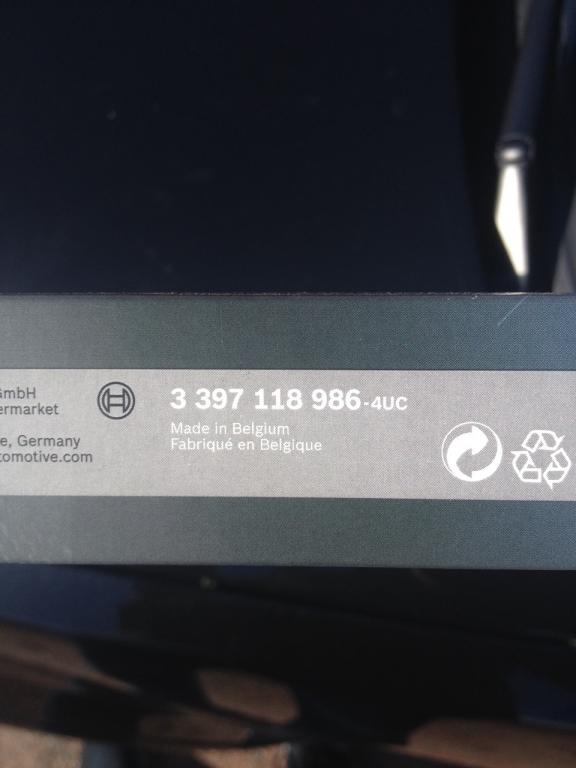 GmbH
ermarket
e, Germany
tomotive.com
3 397 118 986-4UC
Made in Belgium
Fabriqué en Belgique